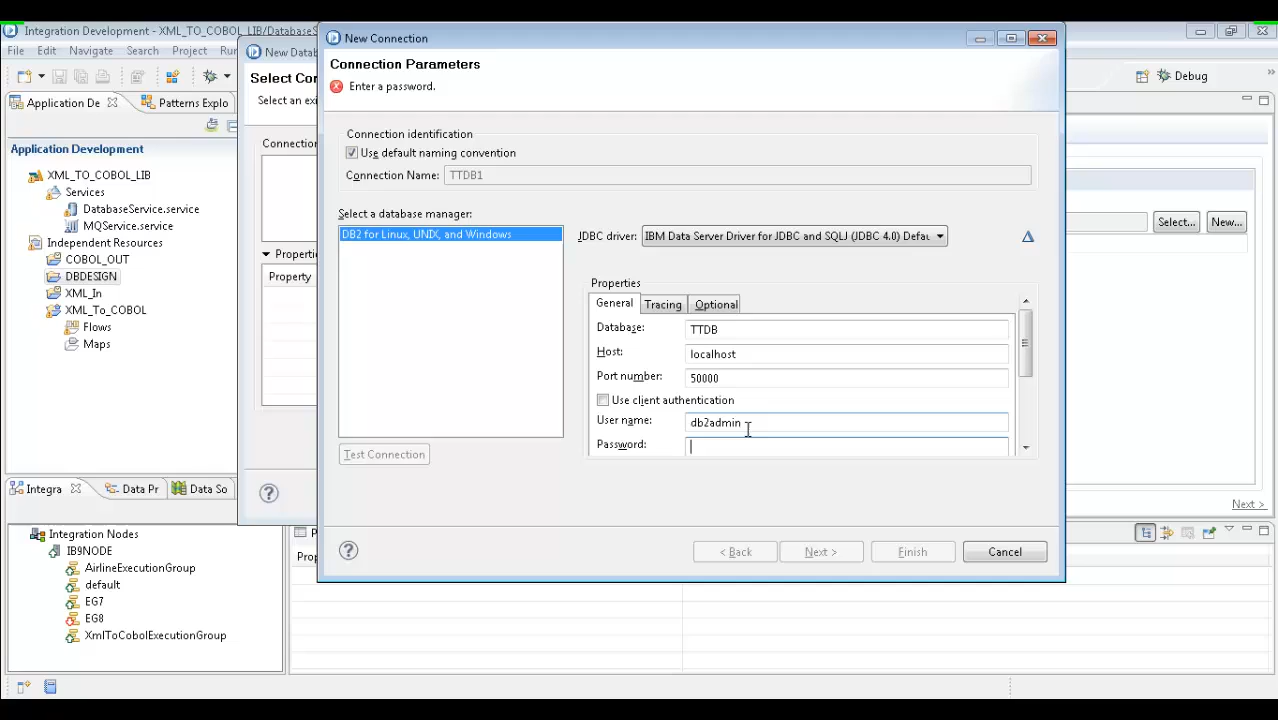 Integration Development - XML_TO_COBOL_LIB/DatabaseS
File Edit Navigate Search Project Ru
Debug
Application De
Patterns Explo
Application Development
XML_TO_COBOL_LIB
Services
DatabaseService.service
MQService.service
Independent Resources
COBOL_OUT
DBDESIGN
XML_In
XML_To_COBOL
Flows
Maps
Integra
Data Pr
Data So
Integration Nodes
IB9NODE
AirlineExecutionGroup
default
EG7
EG8
XmlToCobolExecutionGroup
New Datab
Select Cor
Select an exi
Connection
Properti
Property
New Connection
Connection Parameters
Enter a password.
Connection identification
Use default naming convention
Connection Name: TTDB1
Select a database manager:
DB2 for Linux, UNIX, and Windows
JDBC driver: IBM Data Server Driver for JDBC and SQLJ (JDBC 4.0) Defau
Properties
General Tracing Optional
Database: TTDB
Host: localhost
Port number: 50000
Use client authentication
User name: db2admin
Password:
Test Connection
< Back Next > Finish Cancel
Select... New...
Next >
P
Prop